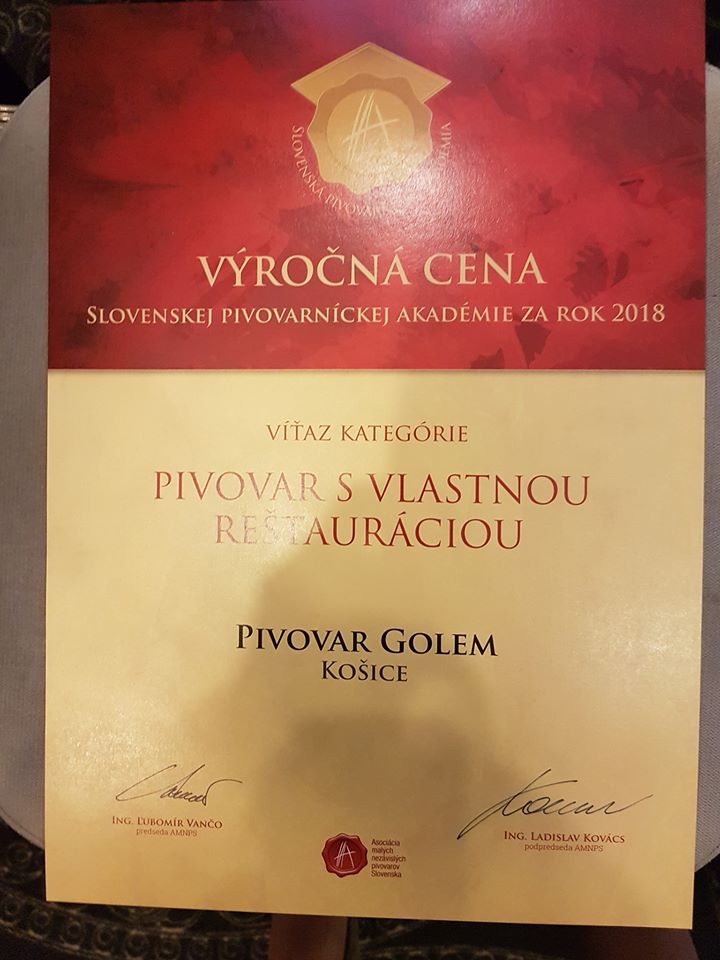 SLOVENSKÁ
VÝROČNÁ CENA
SLOVENSKEJ PIVOVARNÍCKEJ AKADÉMIE ZA ROK 2018
VÍŤAZ KATEGÓRIE
PIVOVAR S VLASTNOU
REŠTAURÁCIOU
PIVOVAR GOLEM
KOŠICE
ING. ĽUBOMÍR VANČO
predseda AMNPS
ING. LADISLAV KOVÁCS
podpredseda AMNPS
Asociácia
malých
nezávislých
pivovarov
Slovenska